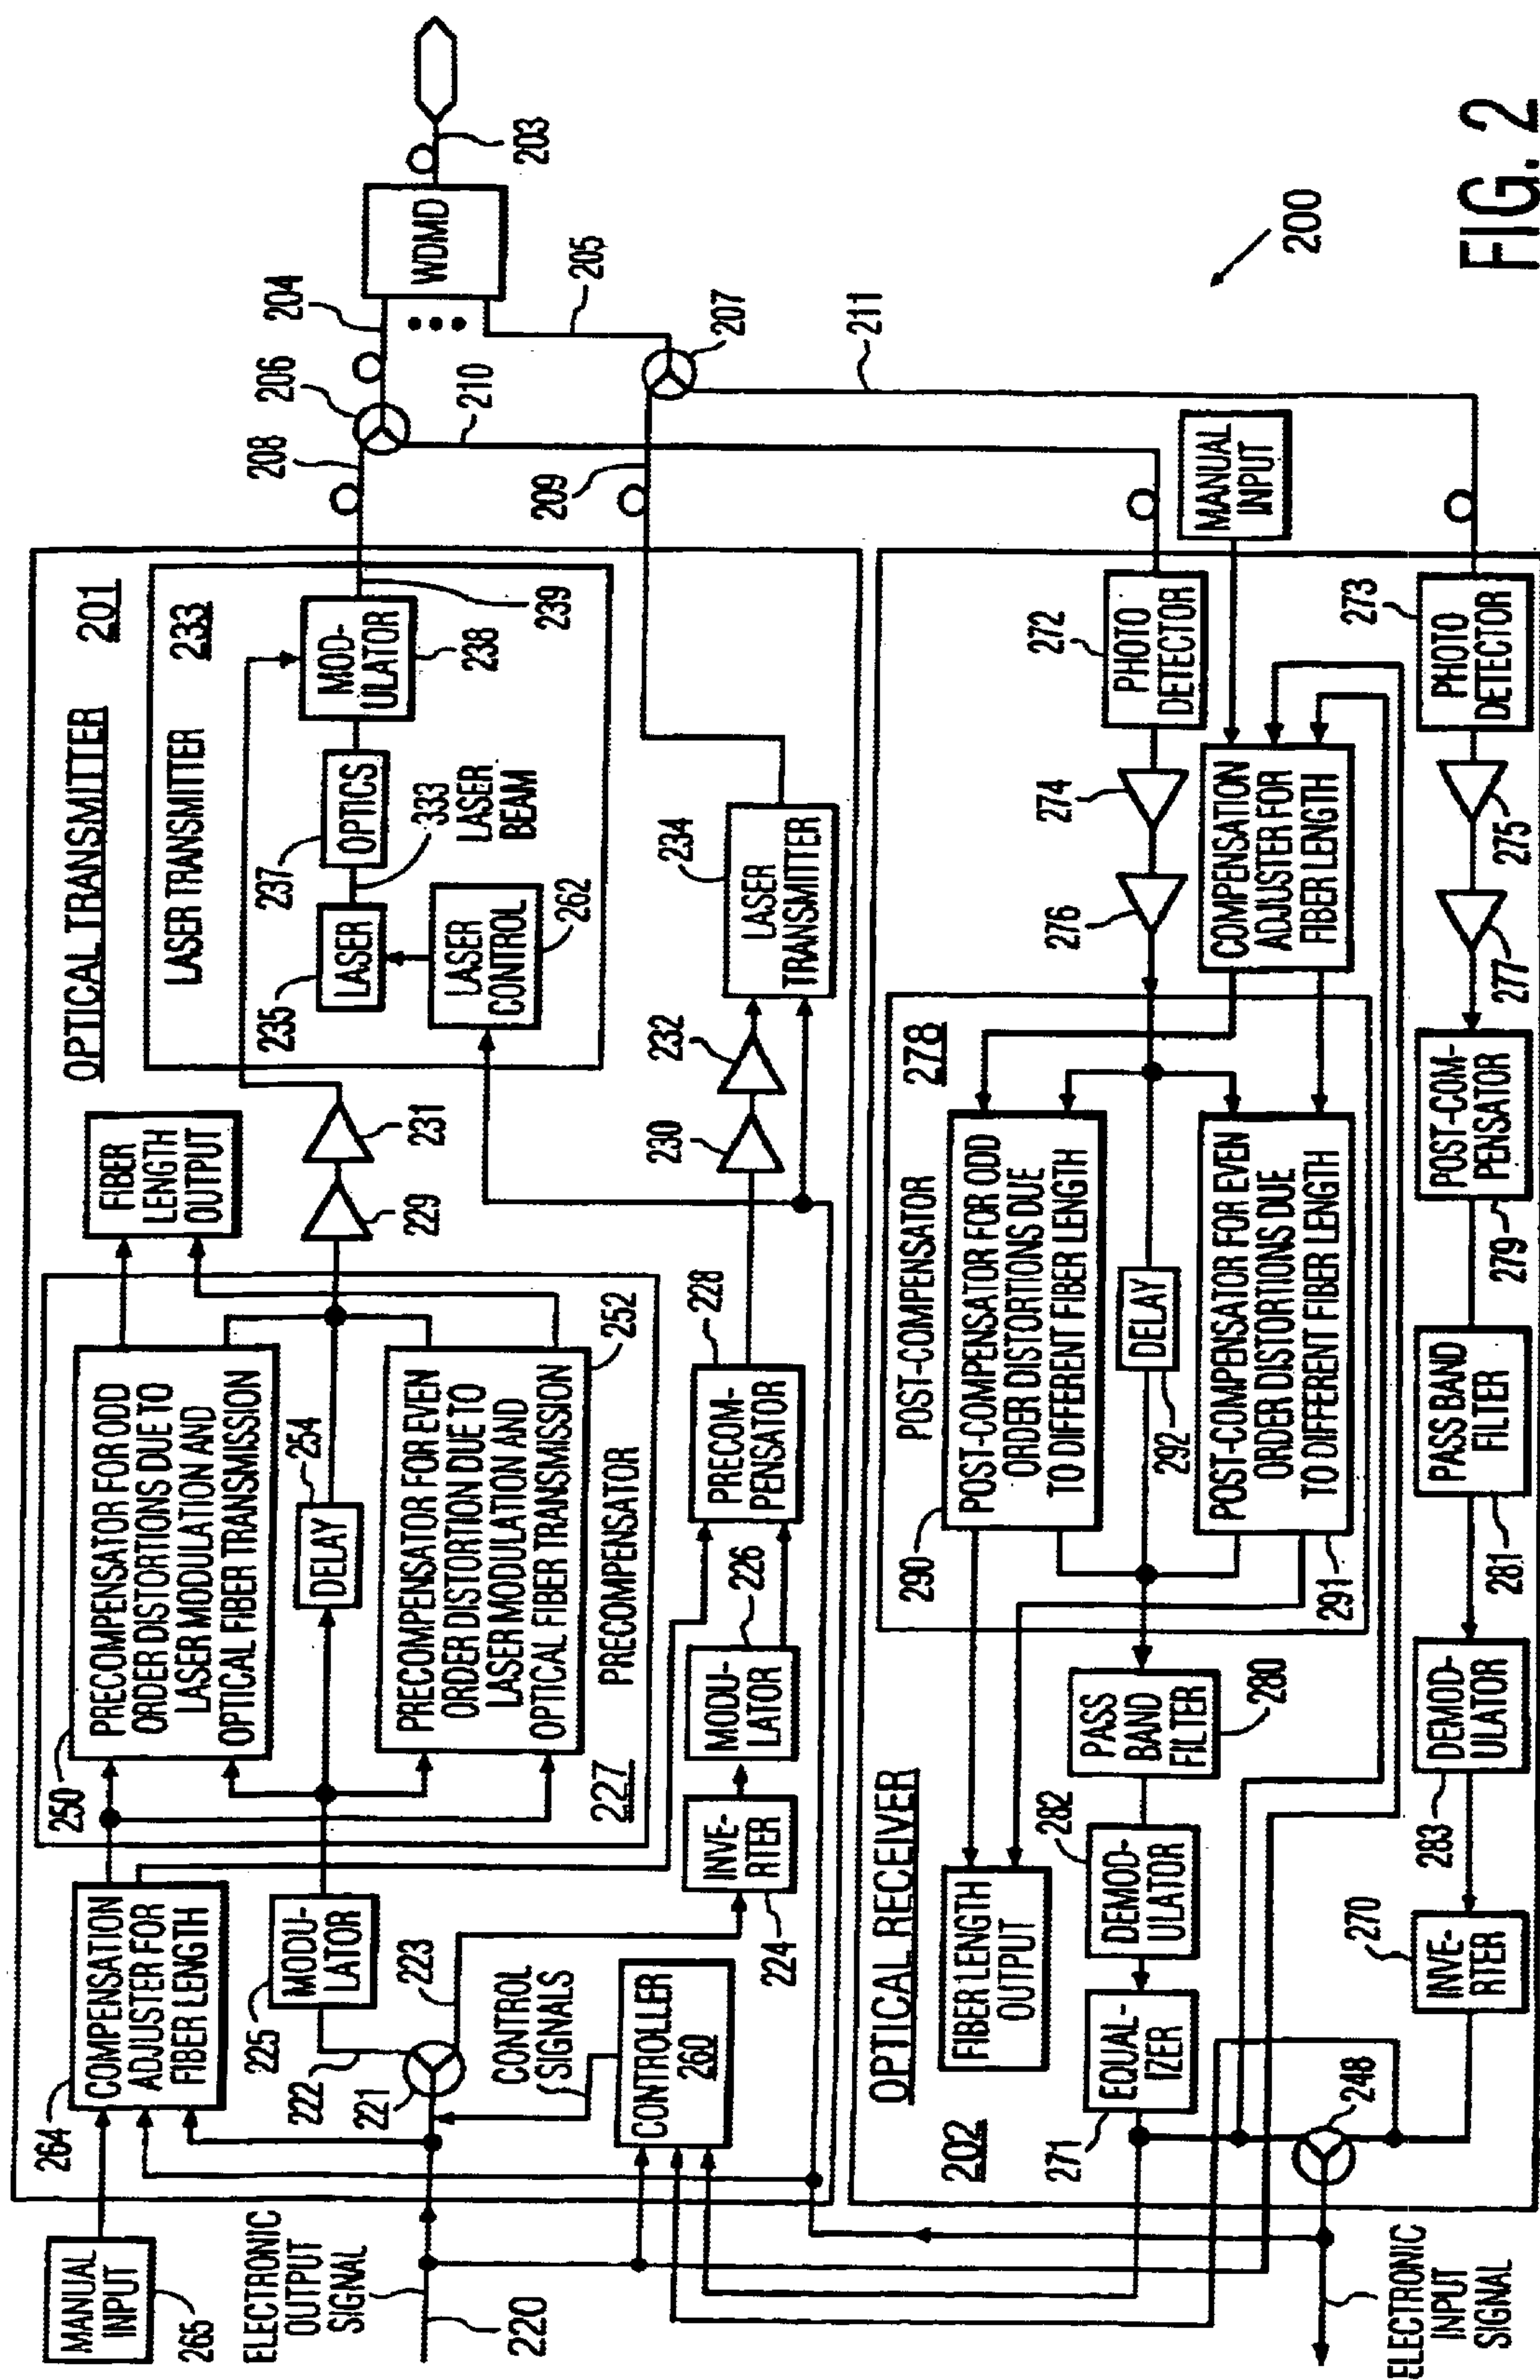 MANUAL
INPUT
265
ELECTRONIC
OUTPUT
SIGNAL
220
264
COMPENSATION
ADJUSTER FOR
FIBER LENGTH
225
MODU-
LATOR
222
221
223
CONTROL
SIGNALS
CONTROLLER
260
250
PRECOMPENSATOR FOR ODD
ORDER DISTORTIONS DUE TO
LASER MODULATION AND
OPTICAL FIBER TRANSMISSION
DELAY
254
PRECOMPENSATOR FOR EVEN
ORDER DISTORTION DUE TO
LASER MODULATION AND
OPTICAL FIBER TRANSMISSION
252
227
PRECOMPENSATOR
INVE-
RTER
224
MODU-
LATOR
226
PRECOM-
PENSATOR
228
FIBER
LENGTH
OUTPUT
229
231
230
232
OPTICAL TRANSMITTER
201
LASER TRANSMITTER
233
235
LASER
237
OPTICS
333
LASER
BEAM
LASER
CONTROL
262
MOD-
ULATOR
238
239
234
LASER
TRANSMITTER
208
206
204
210
209
WDMD
203
205
207
211
200
FIG. 2
OPTICAL RECEIVER
202
FIBER LENGTH
OUTPUT
271
EQUAL-
IZER
282
DEMOD-
ULATOR
PASS
BAND
FILTER
280
248
ELECTRONIC
INPUT
SIGNAL
POST-COMPENSATOR
278
290
POST-COMPENSATOR FOR ODD
ORDER DISTORTIONS DUE
TO DIFFERENT FIBER LENGTH
DELAY
292
POST-COMPENSATOR FOR EVEN
ORDER DISTORTIONS DUE
TO DIFFERENT FIBER LENGTH
291
276
274
272
PHOTO
DETECTOR
MANUAL
INPUT
COMPENSATION
ADJUSTER FOR
FIBER LENGTH
270
INVE-
RTER
283
DEMOD-
ULATOR
281
PASS BAND
FILTER
279
POST-COM-
PENSATOR
277
275
273
PHOTO
DETECTOR